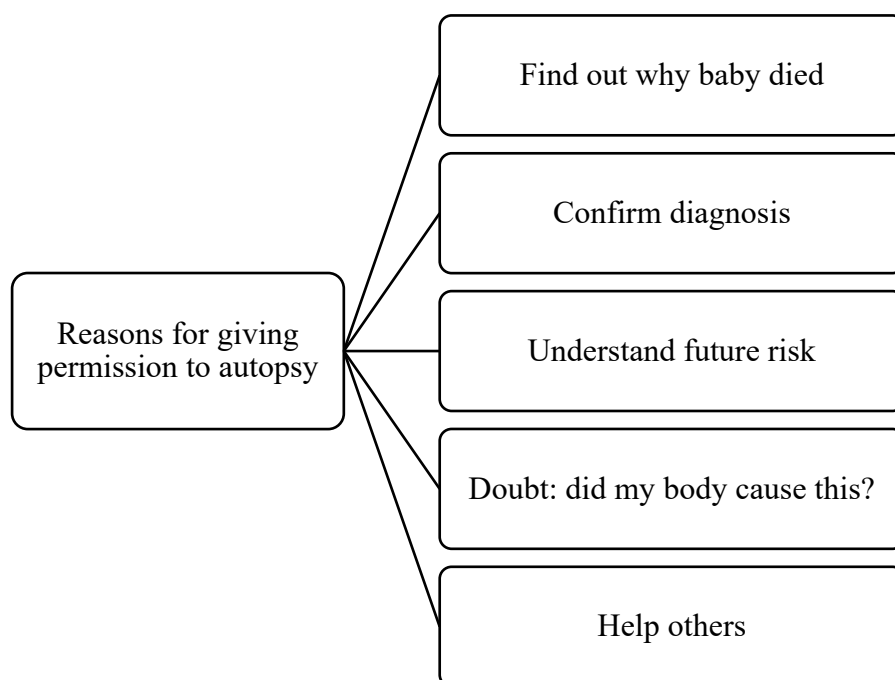 Find out why baby died
Confirm diagnosis
Reasons for giving
permission to autopsy
Understand future risk
Doubt: did my body cause this?
Help others